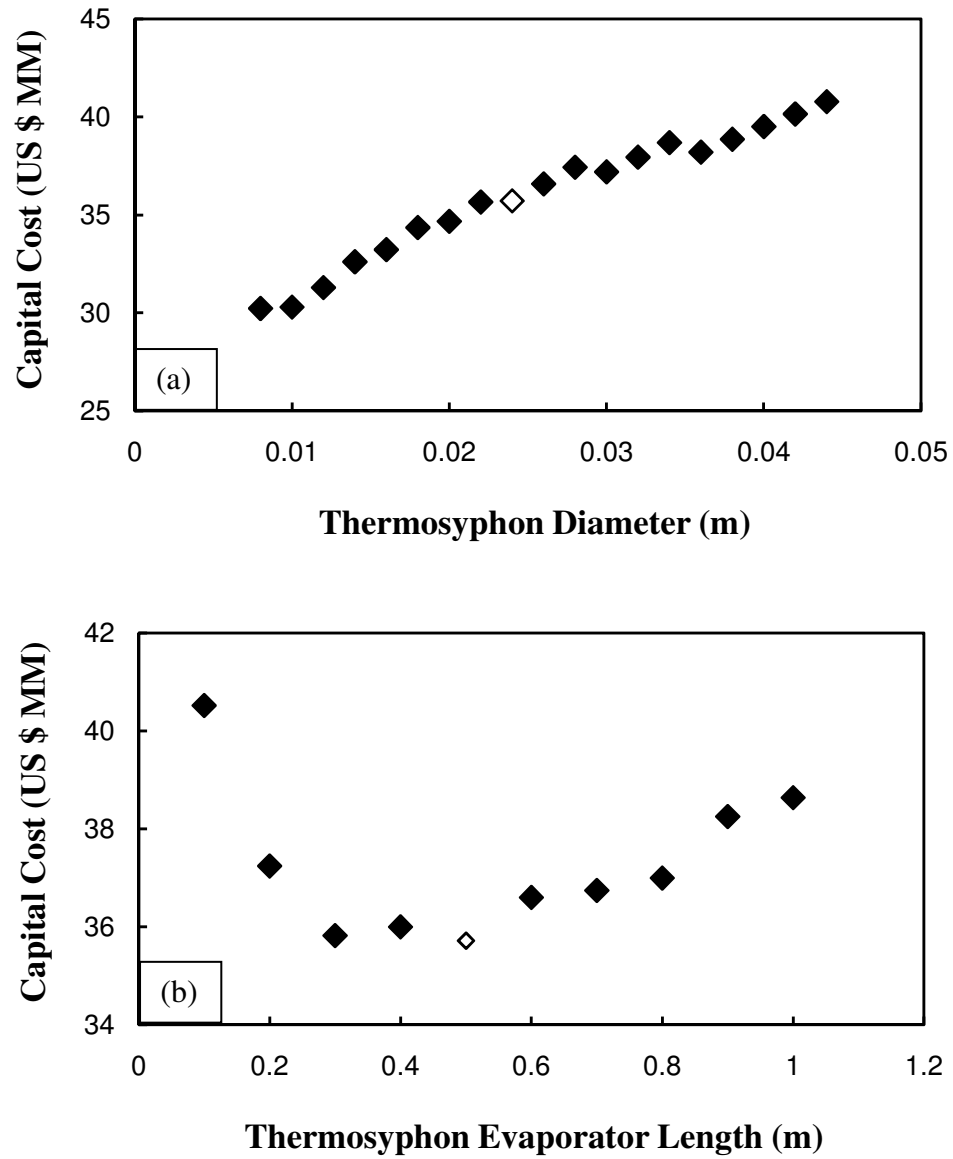 45
40
35
30
25
Capital Cost (US $ MM)
(a)
0 0.01 0.02 0.03 0.04 0.05
Thermosyphon Diameter (m)
42
40
38
36
34
Capital Cost (US $ MM)
(b)
0 0.2 0.4 0.6 0.8 1 1.2
Thermosyphon Evaporator Length (m)